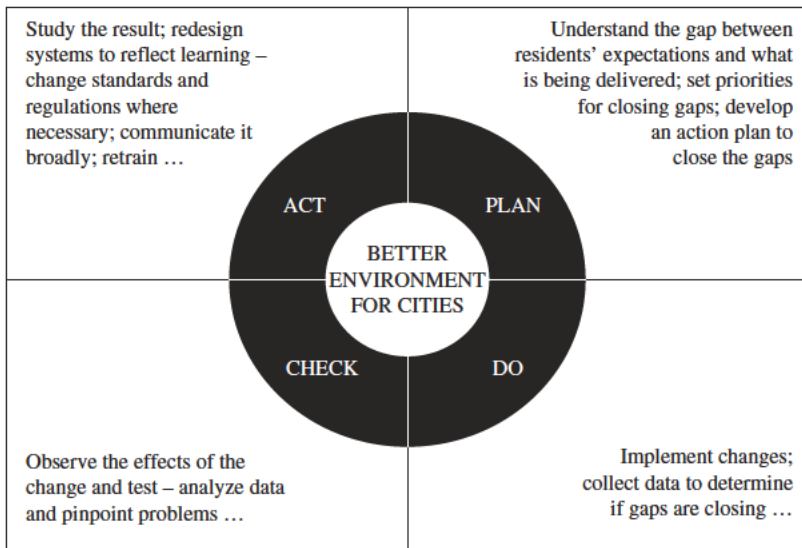 Study the result; redesign
systems to reflect learning –
change standards and
regulations where
necessary; communicate it
broadly; retrain …
Understand the gap between
residents’ expectations and what
is being delivered; set priorities
for closing gaps; develop
an action plan to
close the gaps
ACT
PLAN
BETTER
ENVIRONMENT
FOR CITIES
CHECK
DO
Observe the effects of the
change and test – analyze data
and pinpoint problems …
Implement changes;
collect data to determine
if gaps are closing …